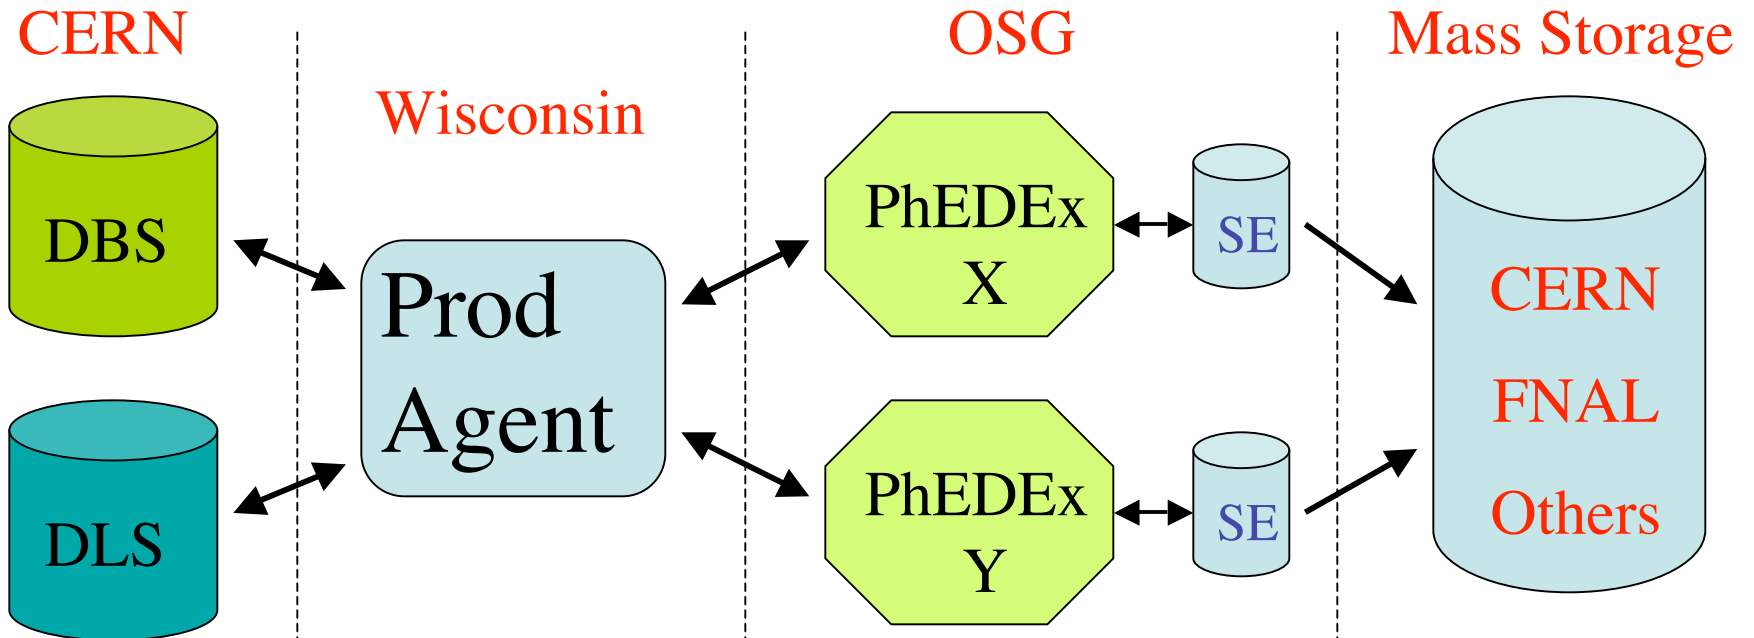 CERN
OSG
Mass Storage
Wisconsin
DBS
DLS
Prod
Agent
PhEDEx
X
SE
PhEDEx
Y
SE
CERN
FNAL
Others